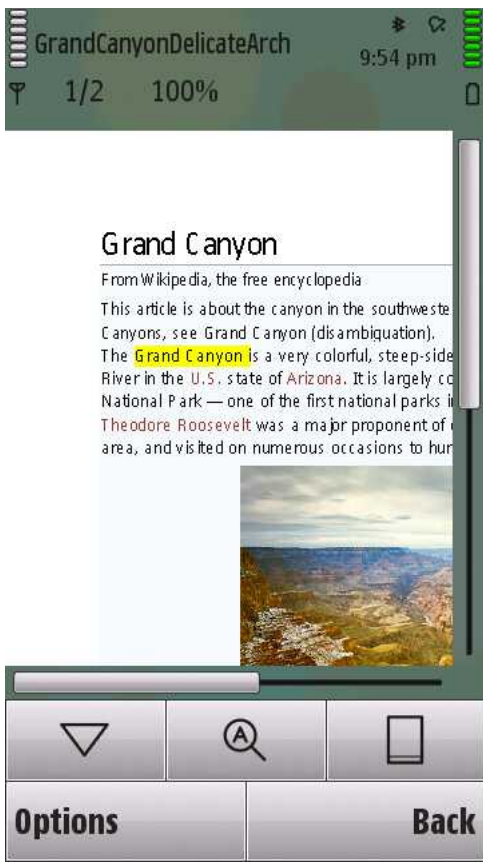 GrandCanyonDelicateArch
9:54 pm
1/2 100%
Grand Canyon
From Wikipedia, the free encyclopedia
This article is about the canyon in the southweste
Canyons, see Grand Canyon (disambiguation).
The Grand Canyon is a very colorful, steep-side
River in the U.S. state of Arizona. It is largely co
National Park — one of the first national parks i
Theodore Roosevelt was a major proponent of
area, and visited on numerous occasions to hun
A
Options Back